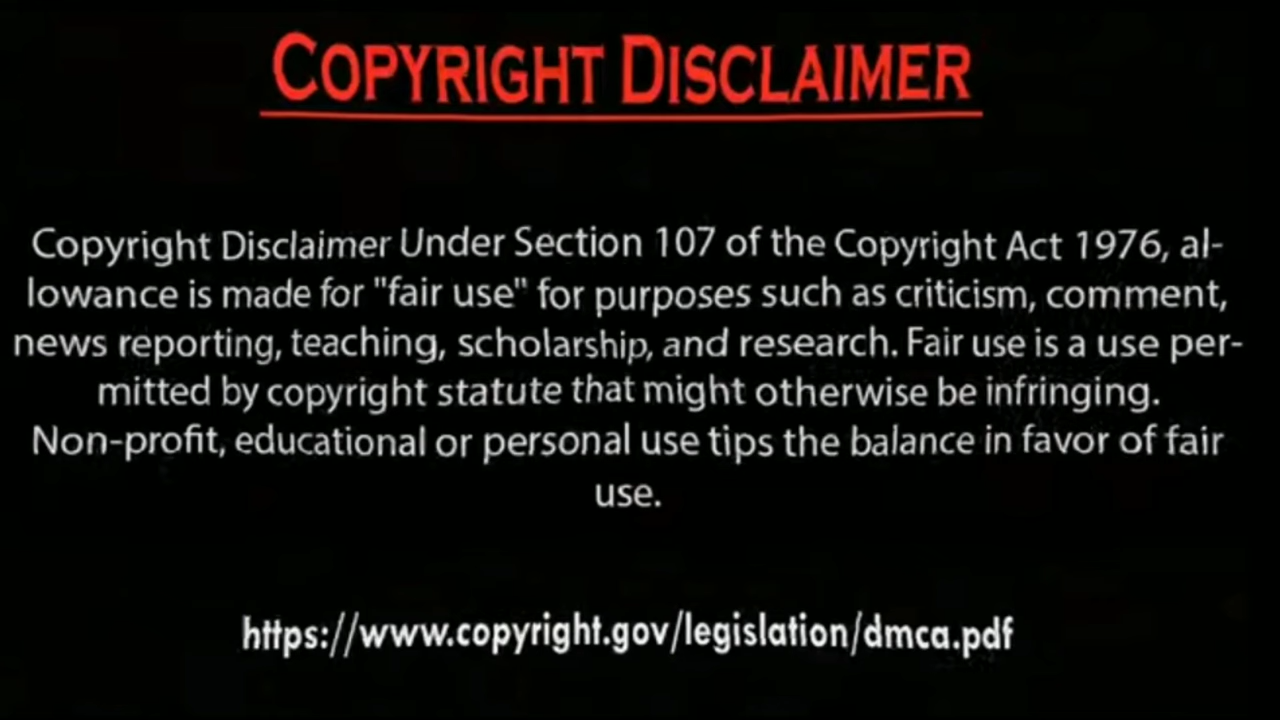 COPYRIGHT DISCLAIMER
Copyright Disclaimer Under Section 107 of the Copyright Act 1976, al-
lowance is made for "fair use" for purposes such as criticism, comment,
news reporting, teaching, scholarship, and research. Fair use is a use per-
mitted by copyright statute that might otherwise be infringing.
Non-profit, educational or personal use tips the balance in favor of fair
use.
https://www.copyright.gov/legislation/dmca.pdf